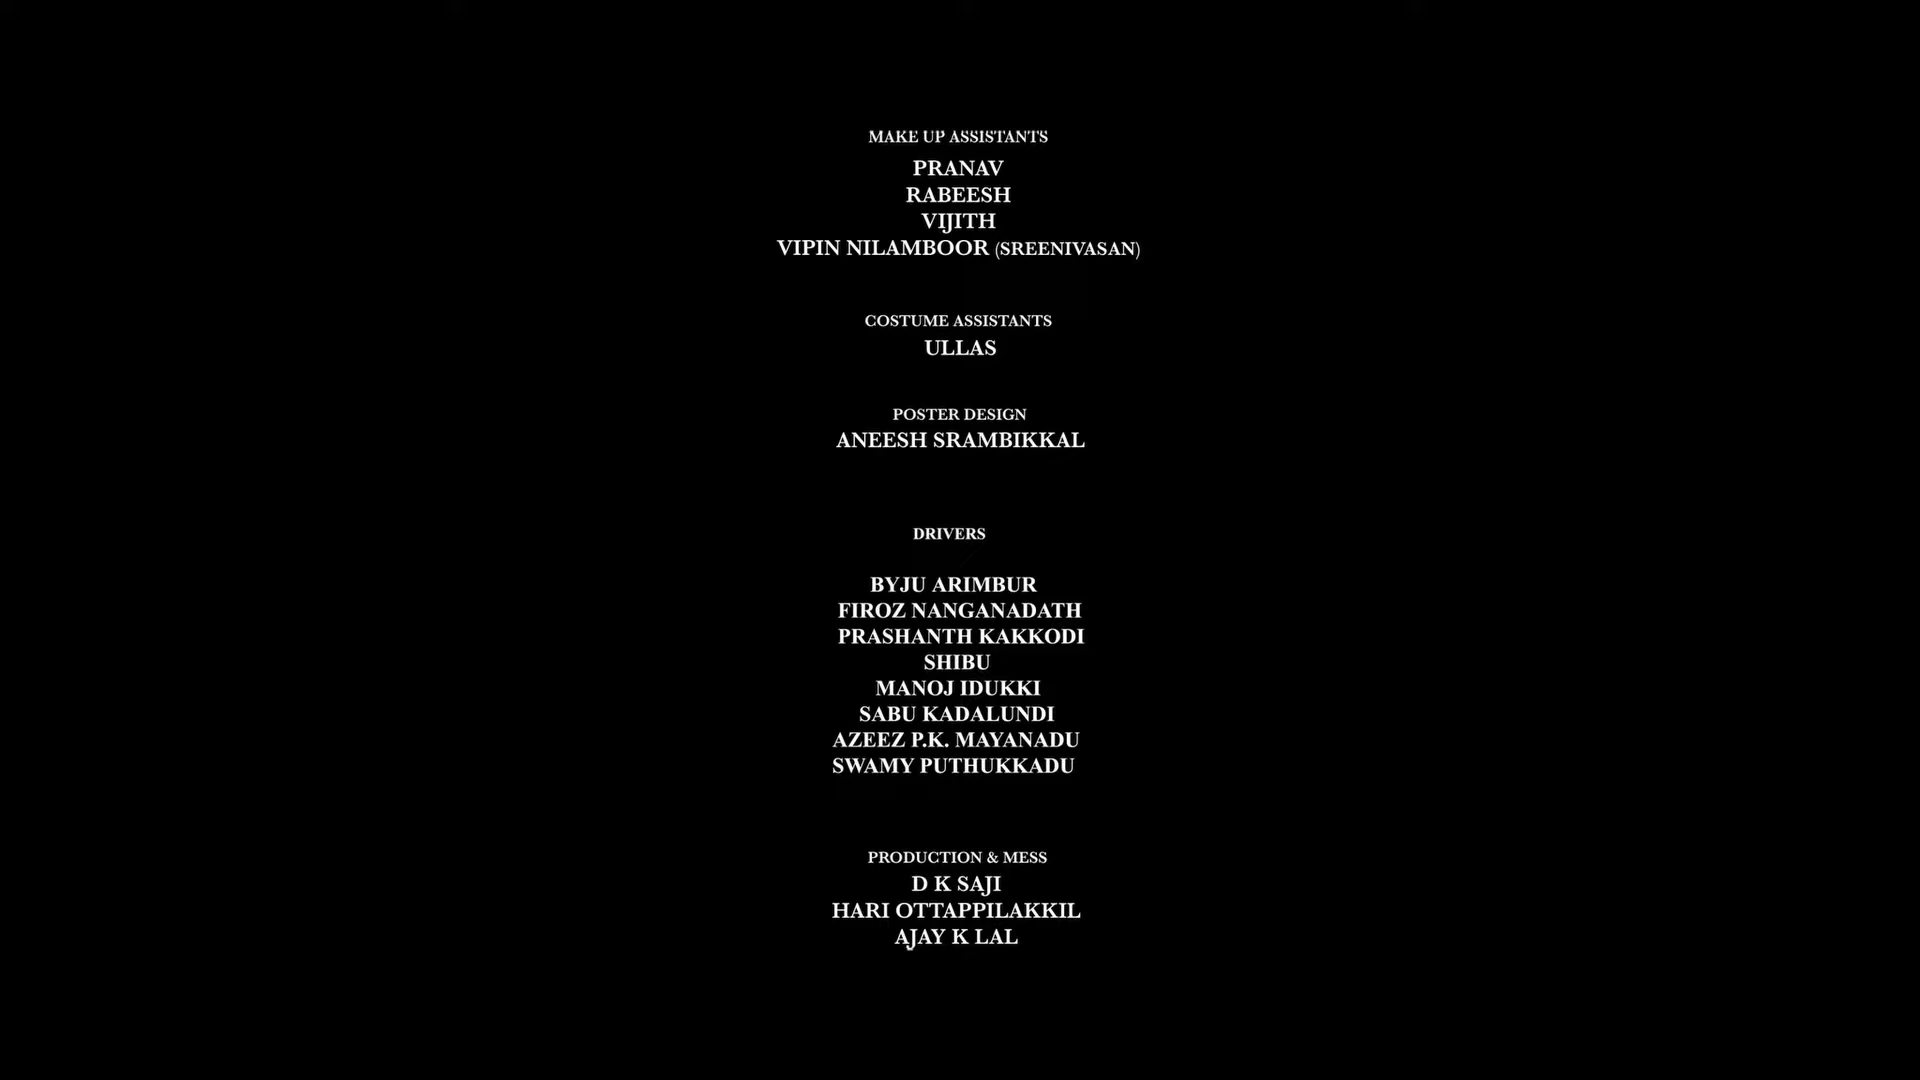 MAKE UP ASSISTANTS
PRANAV
RABEESH
VIJITH
VIPIN NILAMBOOR (SREENIVASAN)
COSTUME ASSISTANTS
ULLAS
POSTER DESIGN
ANEESH SRAMBIKKAL
DRIVERS
BYJU ARIMBUR
FIROZ NANGANADATH
PRASHANTH KAKKODI
SHIBU
MANOJ IDUKKI
SABU KADALUNDI
AZEEZ P.K. MAYANADU
SWAMY PUTHUKKADU
PRODUCTION & MESS
D K SAJI
HARI OTTAPPILAKKIL
AJAY K LAL